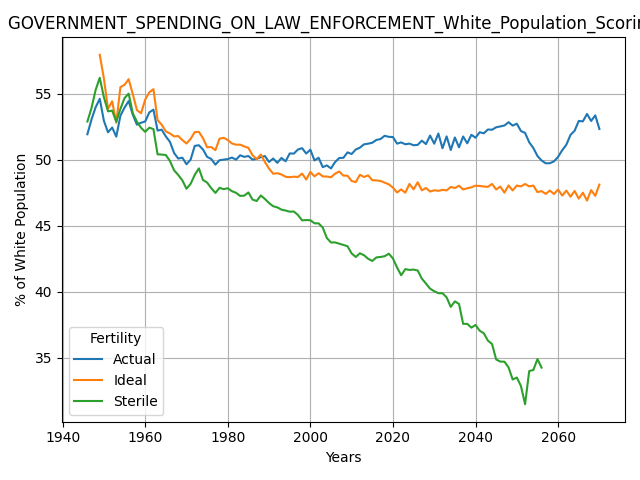 GOVERNMENT_SPENDING_ON_LAW_ENFORCEMENT_White_Population_Scorin
55
50
45
40
35
% of White Population
Fertility
Actual
Ideal
Sterile
1940 1960 1980 2000 2020 2040 2060
Years